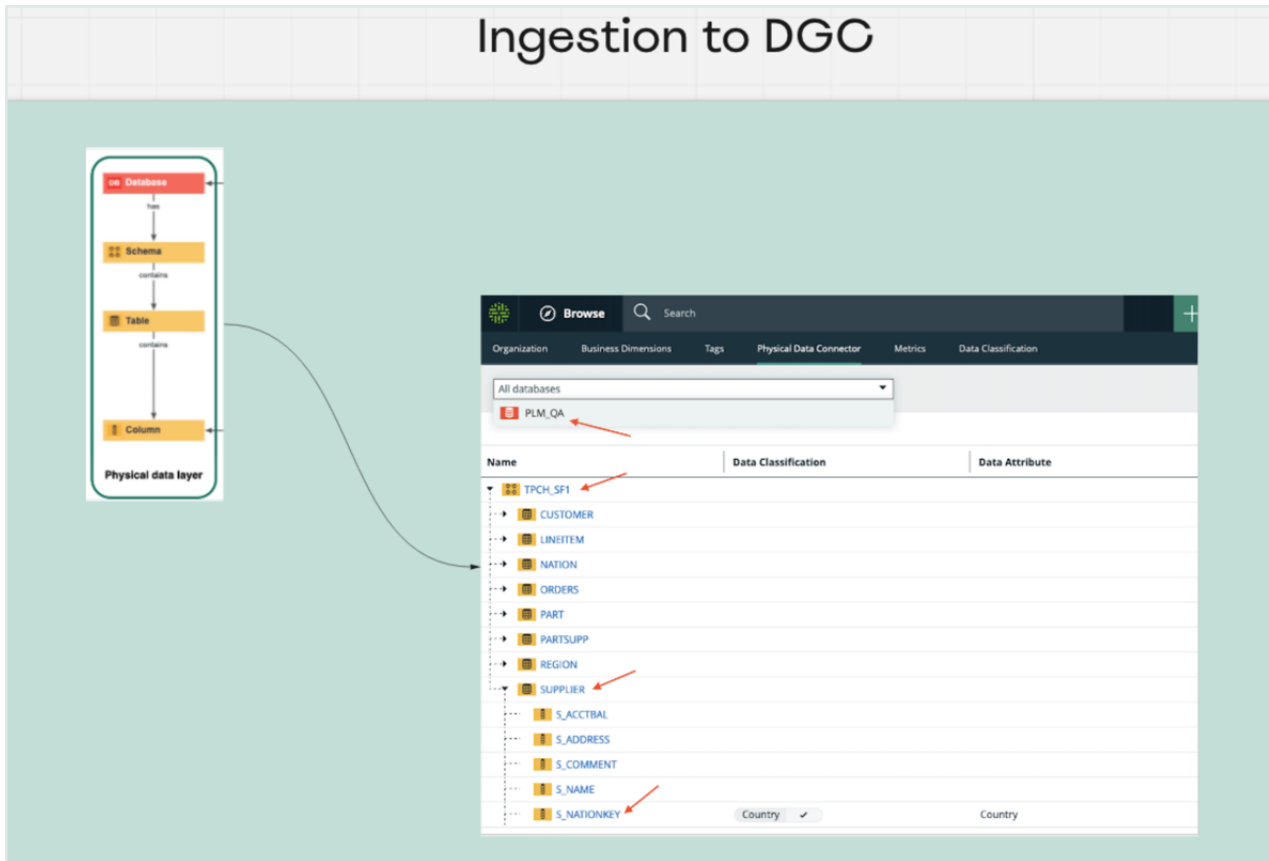 Ingestion to DGC
DB Database
has
Schema
contains
Table
contains
Column
Physical data layer
Browse
Search
Organization Business Dimensions Tags Physical Data Connector Metrics Data Classification
All databases
PLM_QA
Name Data Classification Data Attribute
TPCH_SF1
CUSTOMER
LINEITEM
NATION
ORDERS
PART
PARTSUPP
REGION
SUPPLIER
S_ACCTBAL
S_ADDRESS
S_COMMENT
S_NAME
S_NATIONKEY Country Country